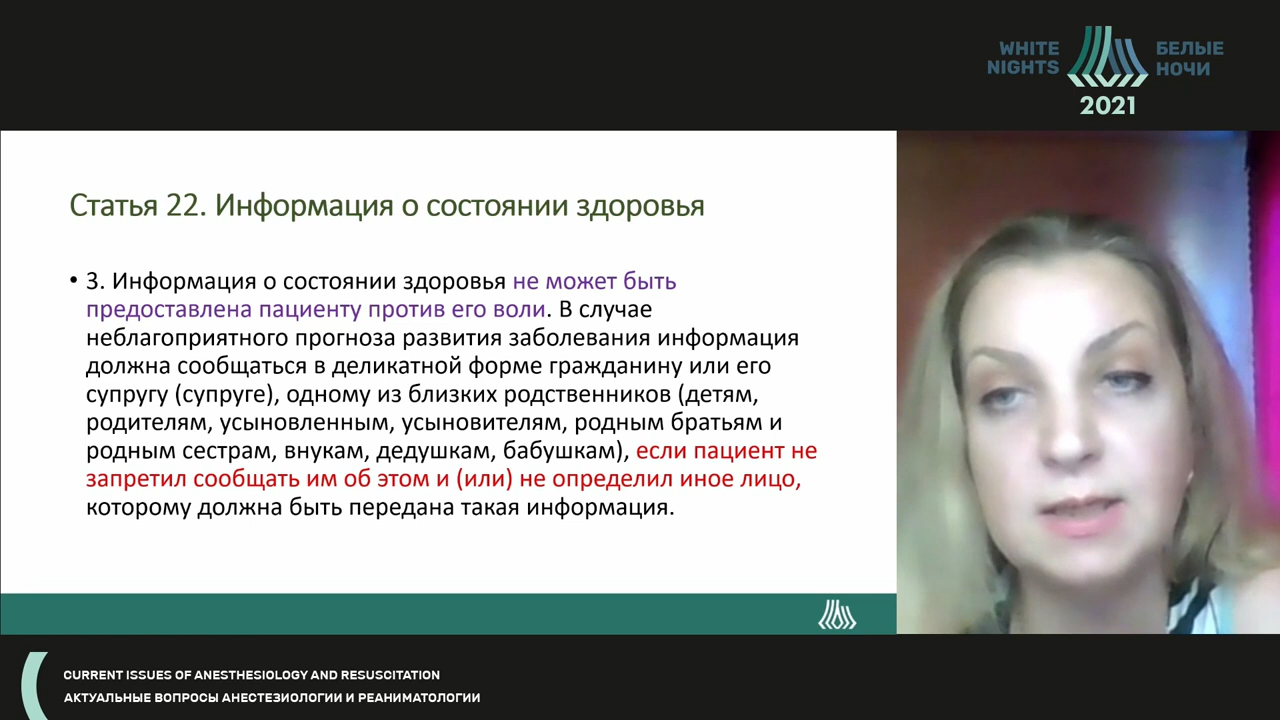 WHITE
NIGHTS
БЕЛЫЕ
НОЧИ
2021
Статья 22. Информация о состоянии здоровья
• 3. Информация о состоянии здоровья не может быть
предоставлена пациенту против его воли. В случае
неблагоприятного прогноза развития заболевания информация
должна сообщаться в деликатной форме гражданину или его
супругу (супруге), одному из близких родственников (детям,
родителям, усыновленным, усыновителям, родным братьям и
родным сестрам, внукам, дедушкам, бабушкам), если пациент не
запретил сообщать им об этом и (или) не определил иное лицо,
которому должна быть передана такая информация.
CURRENT ISSUES OF ANESTHESIOLOGY AND RESUSCITATION
АКТУАЛЬНЫЕ ВОПРОСЫ АНЕСТЕЗИОЛОГИИ И РЕАНИМАТОЛОГИИ